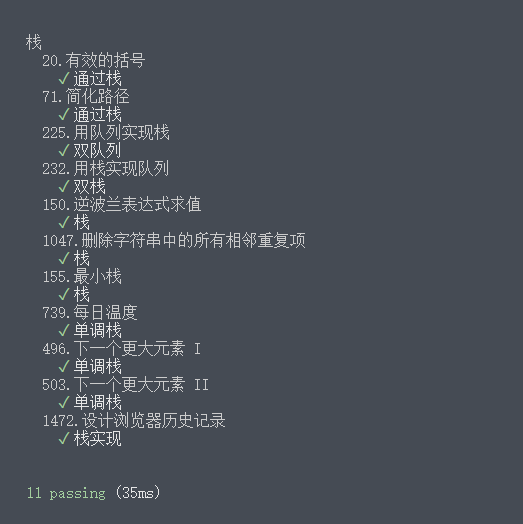 栈
20.有效的括号
✓通过栈
71.简化路径
✓通过栈
225.用队列实现栈
✓双队列
232.用栈实现队列
✓双栈
150.逆波兰表达式求值
✓栈
1047.删除字符串中的所有相邻重复项
✓栈
155.最小栈
✓栈
739.每日温度
✓单调栈
496.下一个更大元素 I
✓单调栈
503.下一个更大元素 II
✓单调栈
1472.设计浏览器历史记录
✓栈实现
11 passing (35ms)